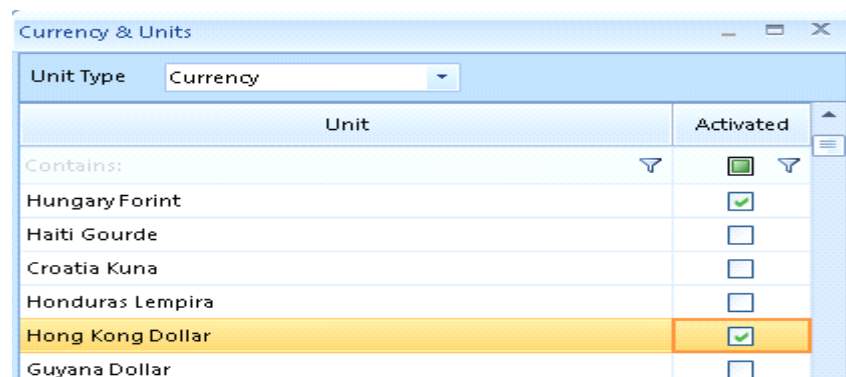 Currency & Units
Unit Type Currency
Unit Activated
Contains:
Hungary Forint
Haiti Gourde
Croatia Kuna
Honduras Lempira
Hong Kong Dollar
Guyana Dollar